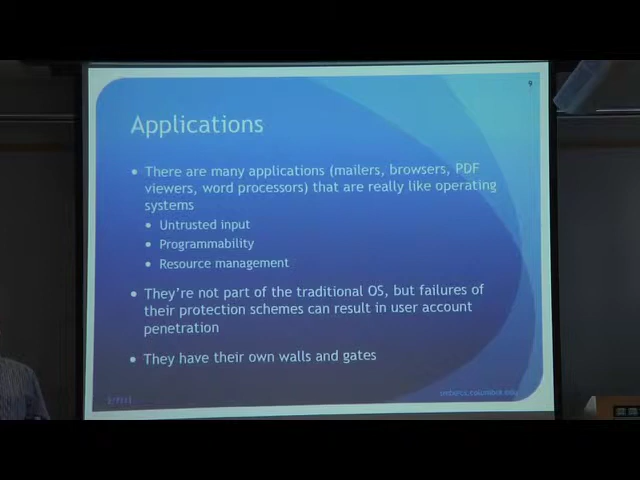 9
Applications
• There are many applications (mailers, browsers, PDF
viewers, word processors) that are really like operating
systems
• Untrusted input
• Programmability
• Resource management
• They're not part of the traditional OS, but failures of
their protection schemes can result in user account
penetration
• They have their own walls and gates